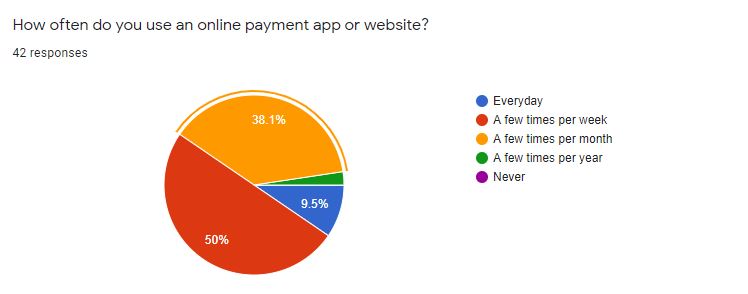 How often do you use an online payment app or website?
42 responses
38.1%
9.5%
50%
Everyday
A few times per week
A few times per month
A few times per year
Never